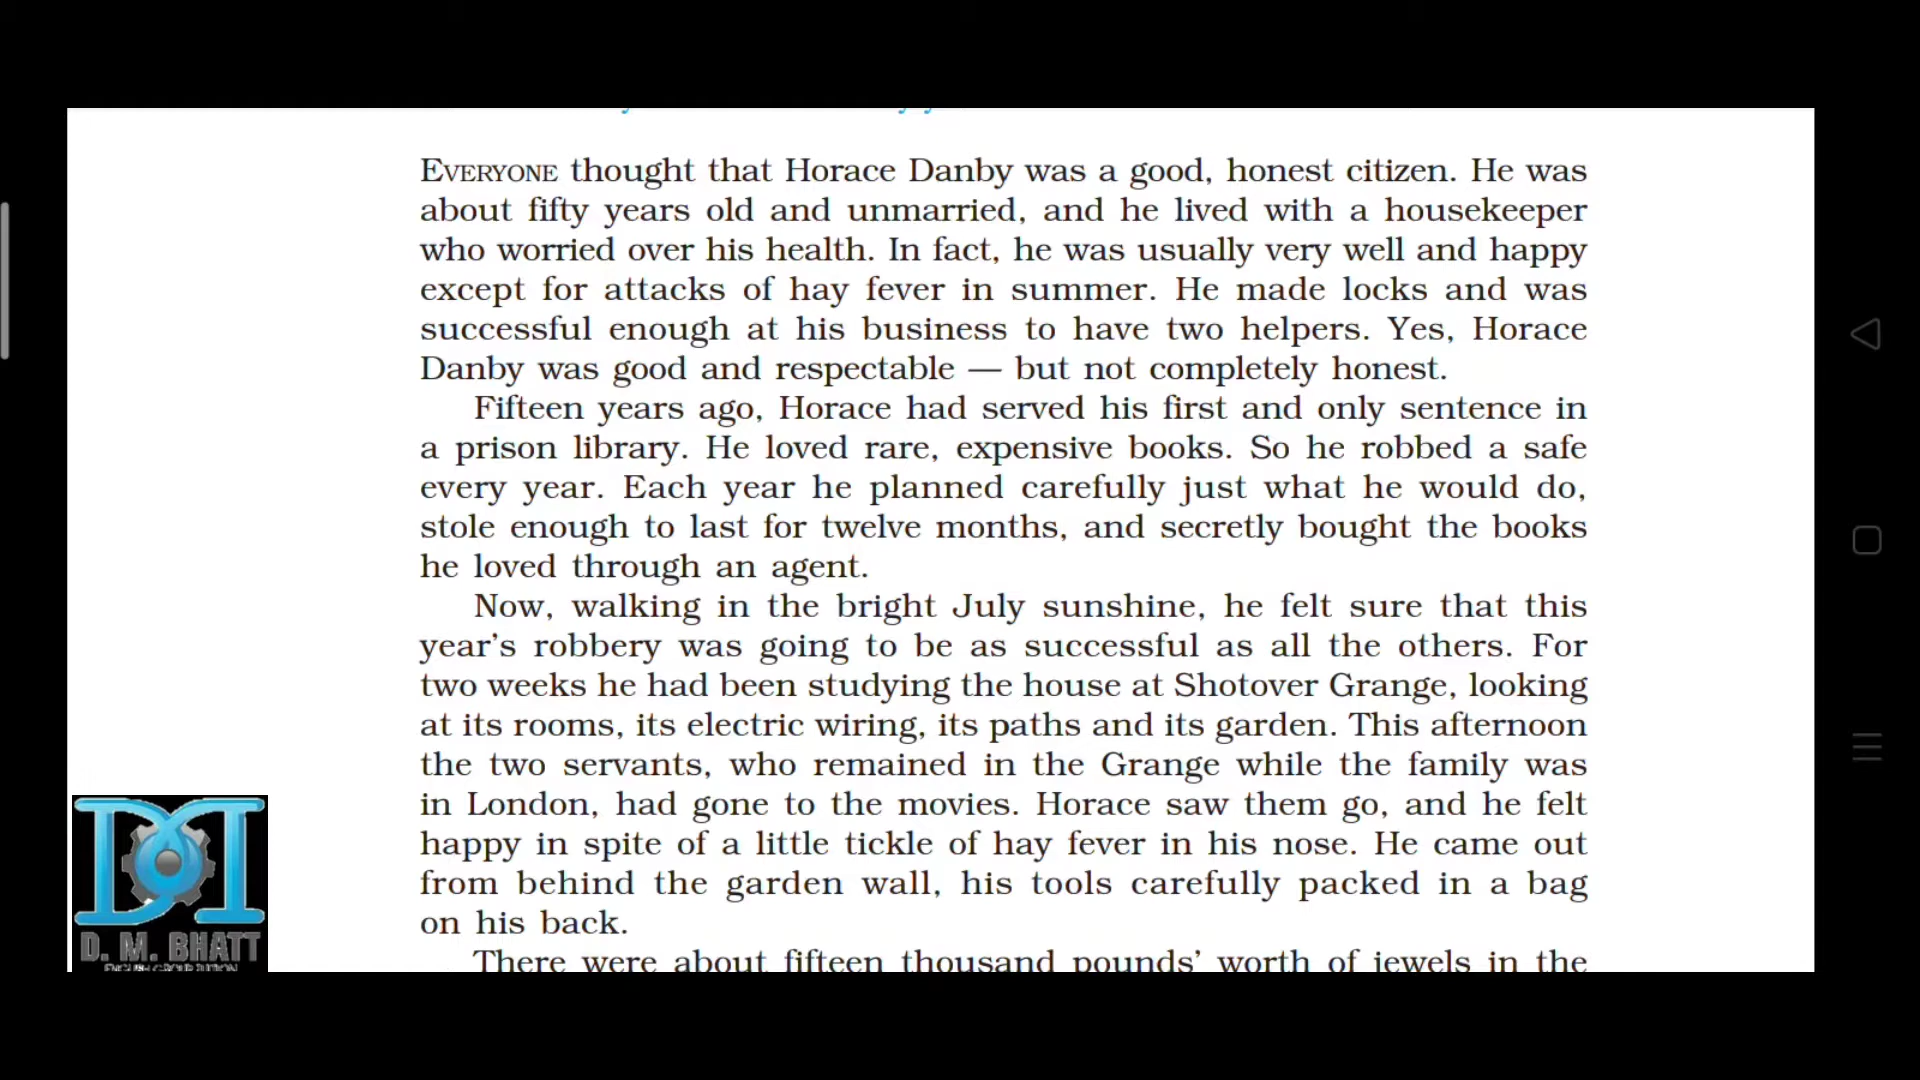 EVERYONE thought that Horace Danby was a good, honest citizen. He was
about fifty years old and unmarried, and he lived with a housekeeper
who worried over his health. In fact, he was usually very well and happy
except for attacks of hay fever in summer. He made locks and was
successful enough at his business to have two helpers. Yes, Horace
Danby was good and respectable — but not completely honest.
Fifteen years ago, Horace had served his first and only sentence in
a prison library. He loved rare, expensive books. So he robbed a safe
every year. Each year he planned carefully just what he would do,
stole enough to last for twelve months, and secretly bought the books
he loved through an agent.
Now, walking in the bright July sunshine, he felt sure that this
year’s robbery was going to be as successful as all the others. For
two weeks he had been studying the house at Shotover Grange, looking
at its rooms, its electric wiring, its paths and its garden. This afternoon
the two servants, who remained in the Grange while the family was
in London, had gone to the movies. Horace saw them go, and he felt
happy in spite of a little tickle of hay fever in his nose. He came out
from behind the garden wall, his tools carefully packed in a bag
on his back.
There were about fifteen thousand pounds’ worth of jewels in the
D. M. BHATT